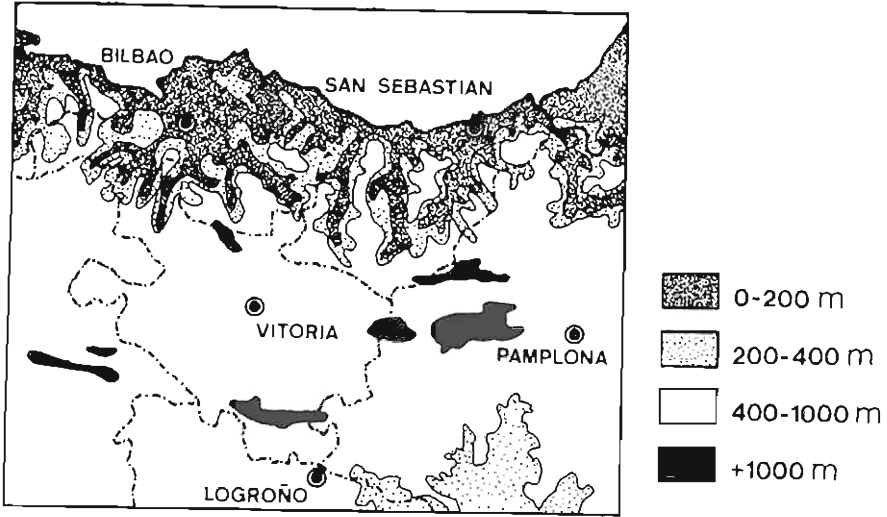 BILBAO
SAN SEBASTIAN
VITORIA
PAMPLONA
LOGROÑO
0-200 m
200-400 m
400-1000 m
+1000 m